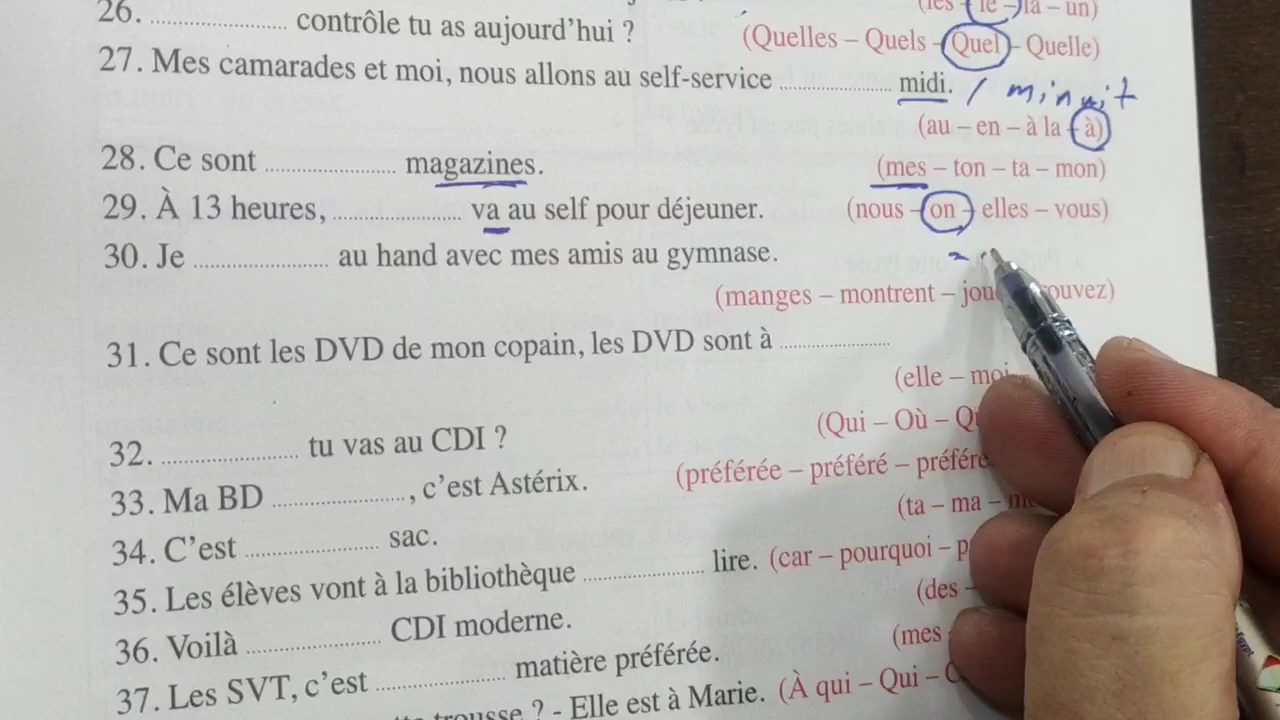 26. .................... contrôle tu as aujourd'hui ? (Quelles – Quels – Quel – Quelle)
27. Mes camarades et moi, nous allons au self-service .................... midi. / minuit
(au – en – à la – à)
28. Ce sont .................... magazines. (mes – ton – ta – mon)
29. À 13 heures, .................... va au self pour déjeuner. (nous – on – elles – vous)
30. Je .................... au hand avec mes amis au gymnase.
(manges – montrent –
31. Ce sont les DVD de mon copain, les DVD sont à ....................
(elle – moi
32. .................... tu vas au CDI ? (Qui – Où –
33. Ma BD ...................., c'est Astérix. (préférée – préféré –
34. C'est .................... sac. (ta – ma –
35. Les élèves vont à la bibliothèque .................... lire. (car – pourquoi –
36. Voilà .................... CDI moderne. (des –
37. Les SVT, c'est .................... matière préférée. (mes
trousse ? - Elle est à Marie. (À qui – Qui –